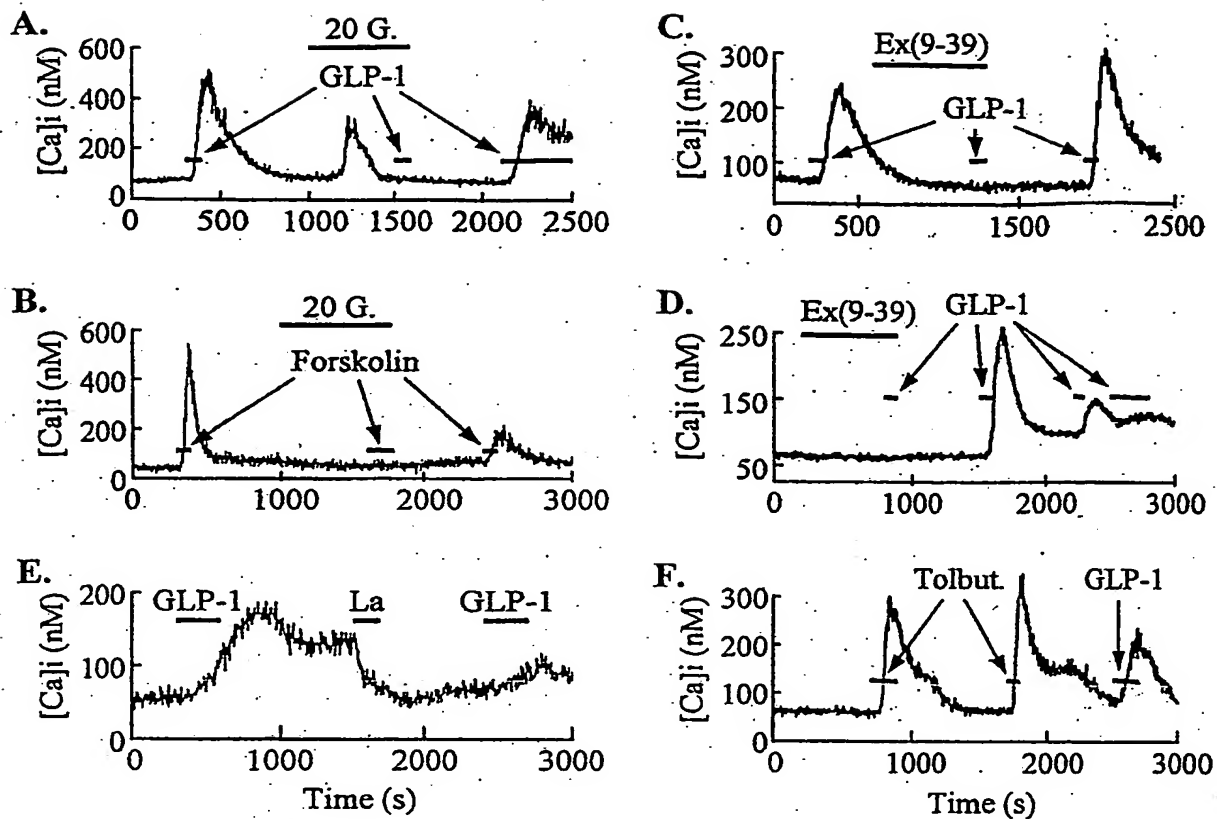 A.
20 G.
GLP-1
[Ca]i (nM)
600
400
200
0
0 500 1000 1500 2000 2500
C.
Ex(9-39)
GLP-1
[Ca]i (nM)
300
200
100
0 500 1500 2500
B.
20 G.
Forskolin
[Ca]i (nM)
600
400
200
0
0 1000 2000 3000
D.
Ex(9-39)
GLP-1
[Ca]i (nM)
250
150
50
0 1000 2000 3000
E.
GLP-1 La GLP-1
[Ca]i (nM)
200
100
0
0 1000 2000 3000
Time (s)
F.
Tolbut. GLP-1
[Ca]i (nM)
300
200
100
0
0 1000 2000 3000
Time (s)